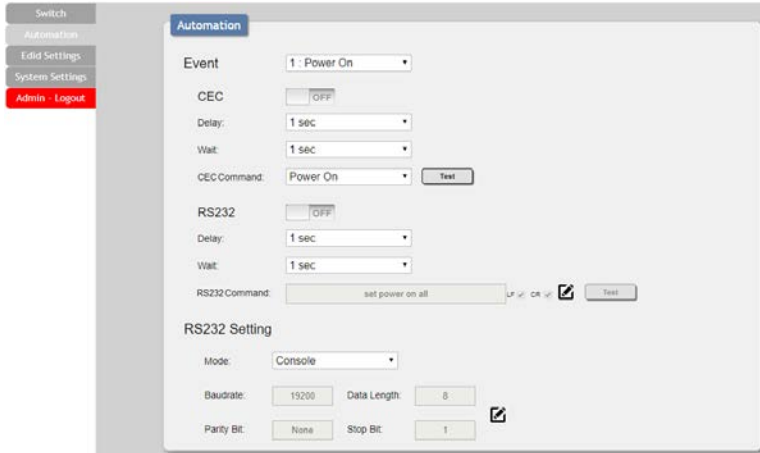 Switch
Automation
Edid Settings
System Settings
Admin - Logout
Automation
Event 1 : Power On
CEC OFF
Delay: 1 sec
Wait: 1 sec
CEC Command: Power On Test
RS232 OFF
Delay: 1 sec
Wait: 1 sec
RS232 Command: set power on all LF CR Test
RS232 Setting
Mode: Console
Baudrate: 19200 Data Length: 8
Parity Bit: None Stop Bit: 1